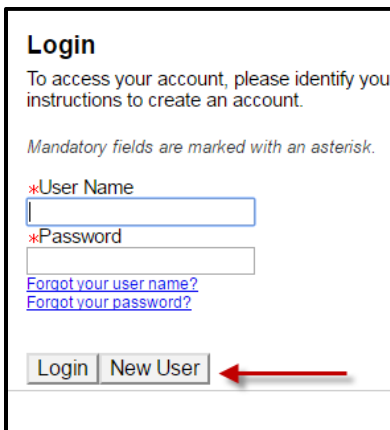 Login
To access your account, please identify you
instructions to create an account.
Mandatory fields are marked with an asterisk.
*User Name
*Password
Forgot your user name?
Forgot your password?
Login New User